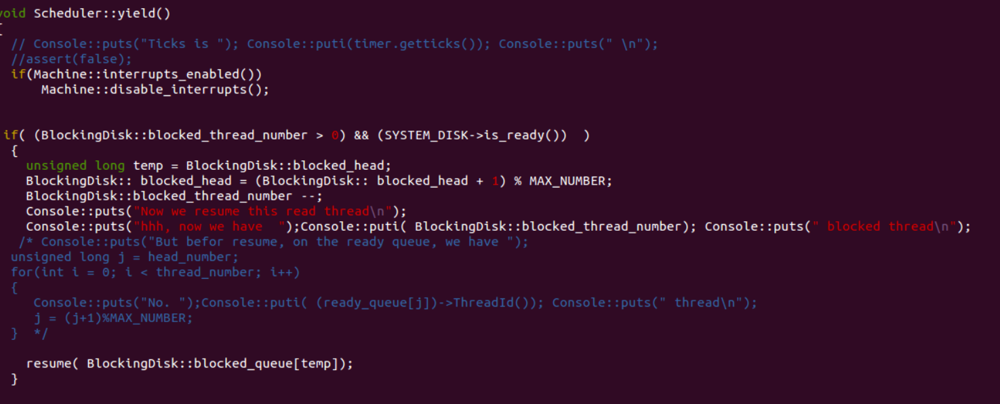 void Scheduler::yield()
{
// Console::puts("Ticks is "); Console::puti(timer.getticks()); Console::puts(" \n");
//assert(false);
if(Machine::interrupts_enabled())
Machine::disable_interrupts();
if( (BlockingDisk::blocked_thread_number > 0) && (SYSTEM_DISK->is_ready())  )
{
unsigned long temp = BlockingDisk::blocked_head;
BlockingDisk:: blocked_head = (BlockingDisk:: blocked_head + 1) % MAX_NUMBER;
BlockingDisk::blocked_thread_number --;
Console::puts("Now we resume this read thread\n");
Console::puts("hhh, now we have  ");Console::puti( BlockingDisk::blocked_thread_number); Console::puts(" blocked thread\n");
/* Console::puts("But befor resume, on the ready queue, we have ");
unsigned long j = head_number;
for(int i = 0; i < thread_number; i++)
{
Console::puts("No. ");Console::puti( (ready_queue[j])->ThreadId()); Console::puts(" thread\n");
j = (j+1)%MAX_NUMBER;
}  */
resume( BlockingDisk::blocked_queue[temp]);
}